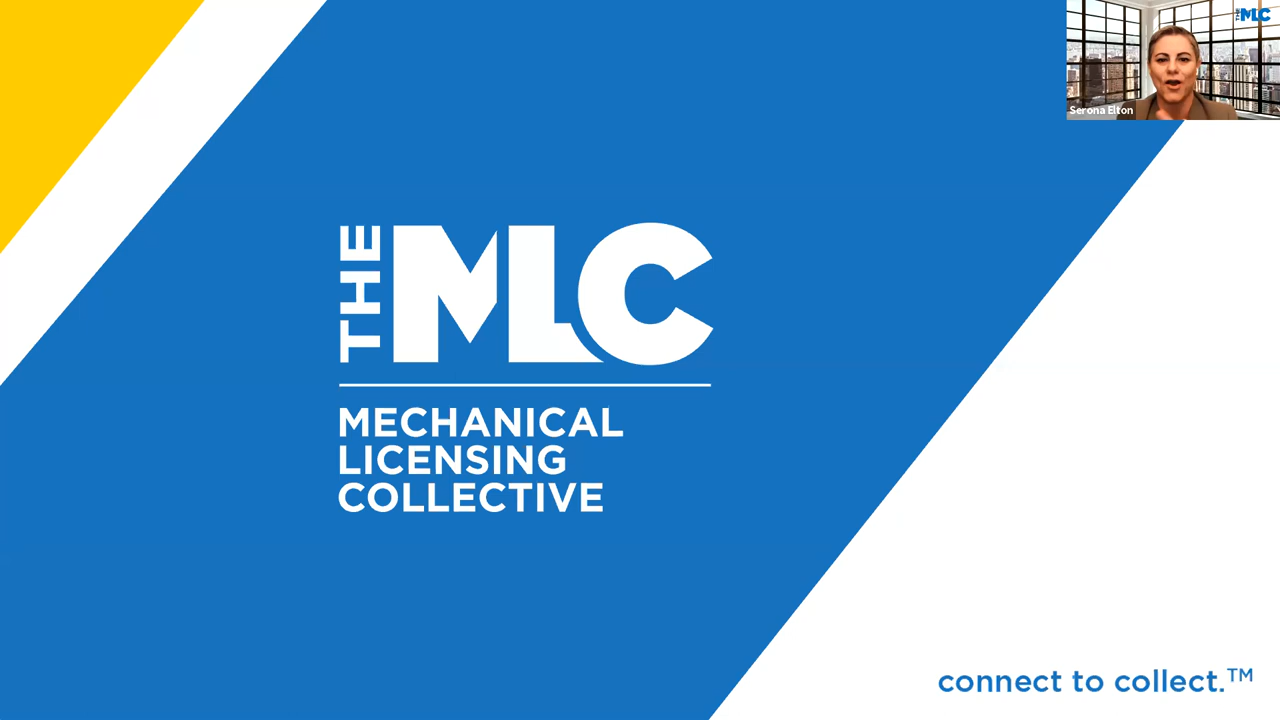 THE MLC
Serona Elton
THE MLC
MECHANICAL
LICENSING
COLLECTIVE
connect to collect.™